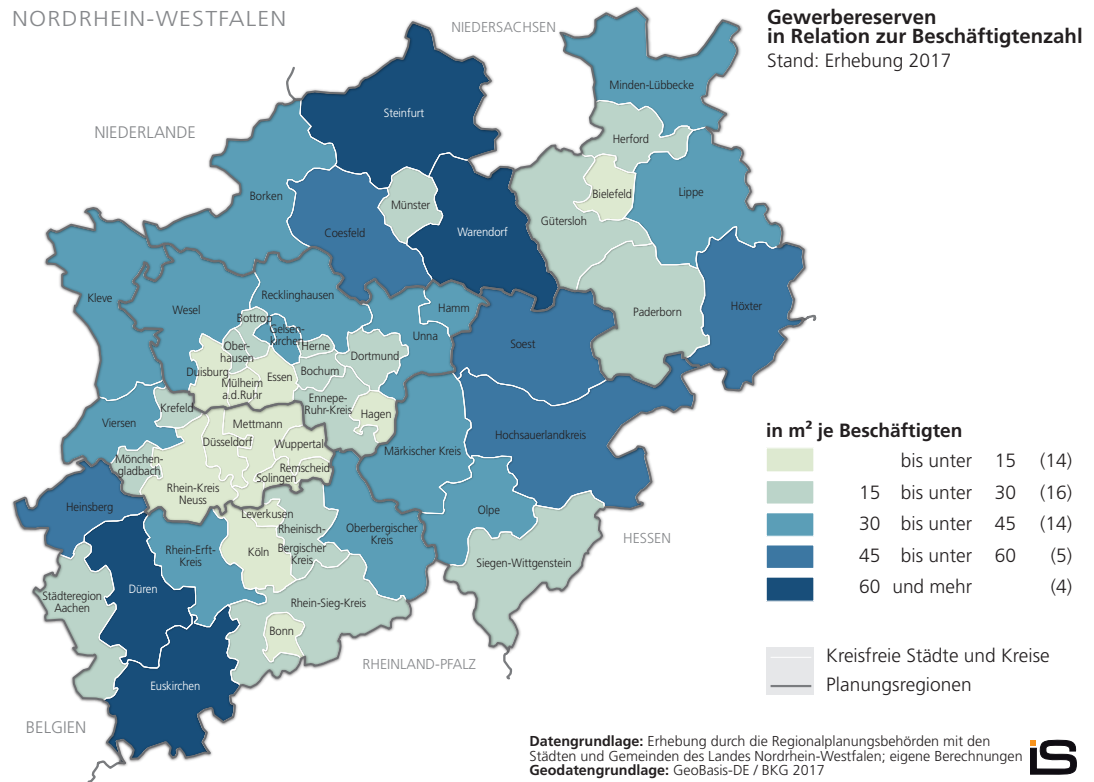 NORDRHEIN-WESTFALEN
NIEDERSACHSEN
Gewerbereserven
in Relation zur Beschäftigtenzahl
Stand: Erhebung 2017
NIEDERLANDE
Minden-Lübbecke
Steinfurt
Herford
Borken
Münster
Bielefeld
Lippe
Coesfeld
Warendorf
Gütersloh
Kleve
Wesel
Recklinghausen
Hamm
Höxter
Paderborn
Bottrop
Gelsen-
kirchen
Unna
Soest
Ober-
hausen
Herne
Dortmund
Duisburg
Essen
Bochum
Mülheim
a.d.Ruhr
Ennepe-
Ruhr-Kreis
Krefeld
Hagen
Viersen
Mettmann
Düsseldorf
Wuppertal
Hochsauerlandkreis
Märkischer Kreis
Mönchen-
gladbach
Remscheid
Solingen
Rhein-Kreis
Neuss
Heinsberg
Leverkusen
Olpe
Rheinisch-
Bergischer
Kreis
Oberbergischer
Kreis
Rhein-Erft-
Kreis
Köln
HESSEN
Siegen-Wittgenstein
Düren
Städteregion
Aachen
Rhein-Sieg-Kreis
Bonn
RHEINLAND-PFALZ
Euskirchen
BELGIEN
in m² je Beschäftigten
bis unter 15 (14)
15 bis unter 30 (16)
30 bis unter 45 (14)
45 bis unter 60 (5)
60 und mehr (4)
Kreisfreie Städte und Kreise
Planungsregionen
Datengrundlage: Erhebung durch die Regionalplanungsbehörden mit den
Städten und Gemeinden des Landes Nordrhein-Westfalen; eigene Berechnungen
Geodatengrundlage: GeoBasis-DE / BKG 2017
iS